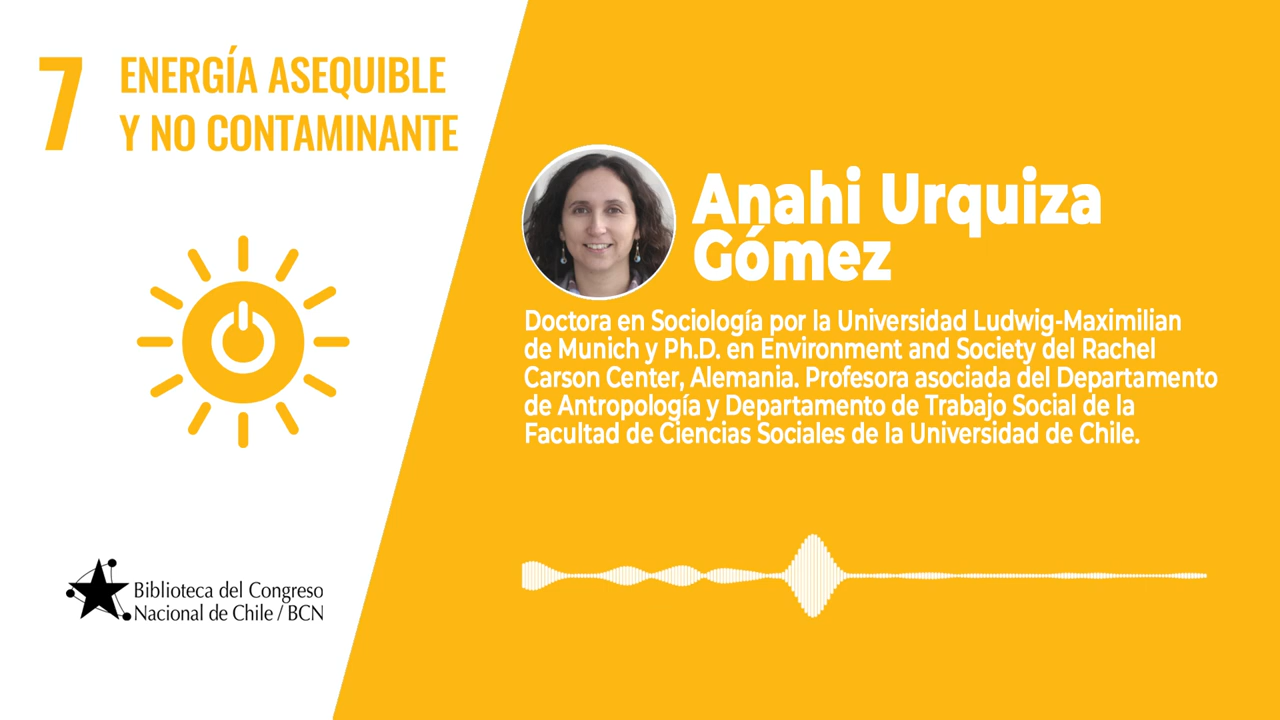 7
ENERGÍA ASEQUIBLE
Y NO CONTAMINANTE
Anahi Urquiza
Gómez
Doctora en Sociología por la Universidad Ludwig-Maximilian
de Munich y Ph.D. en Environment and Society del Rachel
Carson Center, Alemania. Profesora asociada del Departamento
de Antropología y Departamento de Trabajo Social de la
Facultad de Ciencias Sociales de la Universidad de Chile.
Biblioteca del Congreso
Nacional de Chile / BCN